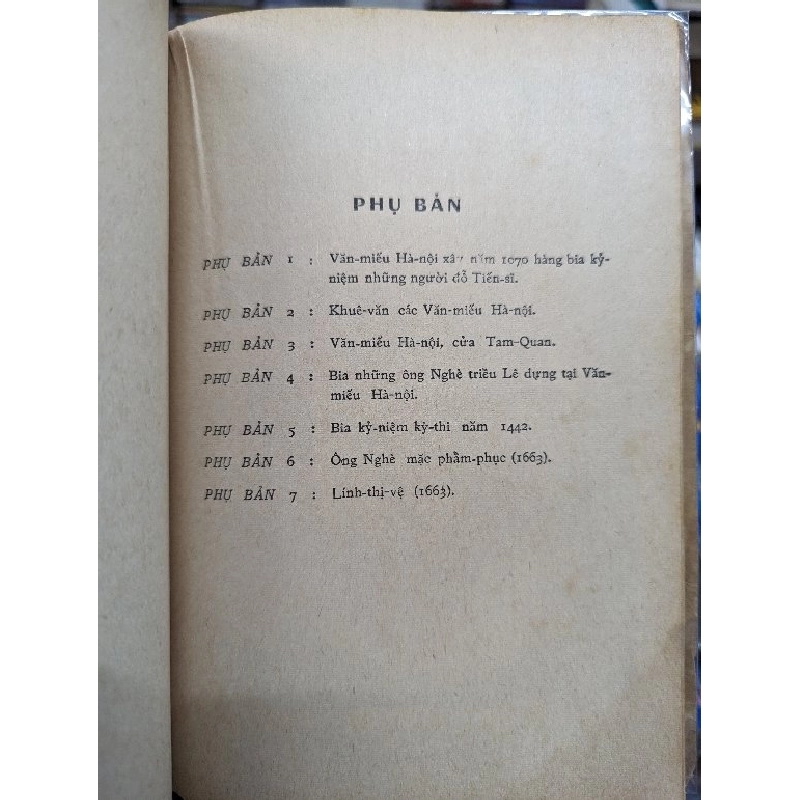 PHỤ BẢN
PHỤ BẢN 1 : Văn-miếu Hà-nội xây năm 1070 hàng bia kỷ-
niệm những người đỗ Tiến-sĩ.
PHỤ BẢN 2 : Khuê-văn các Văn-miếu Hà-nội.
PHỤ BẢN 3 : Văn-miếu Hà-nội, cửa Tam-Quan.
PHỤ BẢN 4 : Bia những ông Nghè triều Lê dựng tại Văn-
miếu Hà-nội.
PHỤ BẢN 5 : Bia kỷ-niệm kỳ-thi năm 1442.
PHỤ BẢN 6 : Ông Nghè mặc phẩm-phục (1663).
PHỤ BẢN 7 : Lính-thị-vệ (1663).